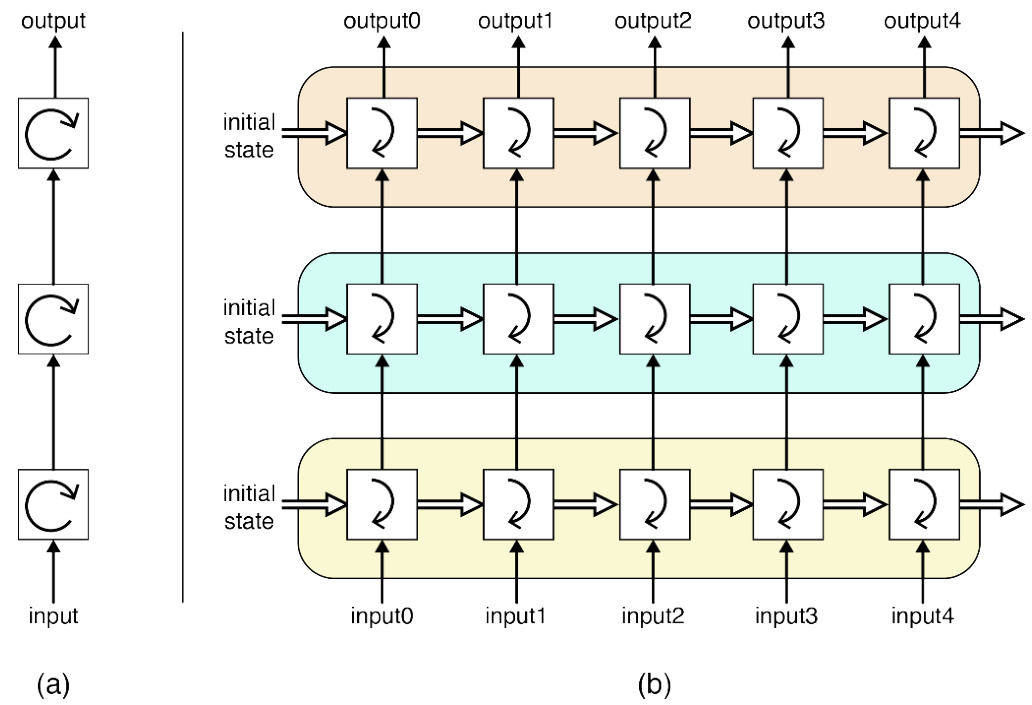 output
output0 output1 output2 output3 output4
initial
state
initial
state
initial
state
input
input0 input1 input2 input3 input4
(a)
(b)